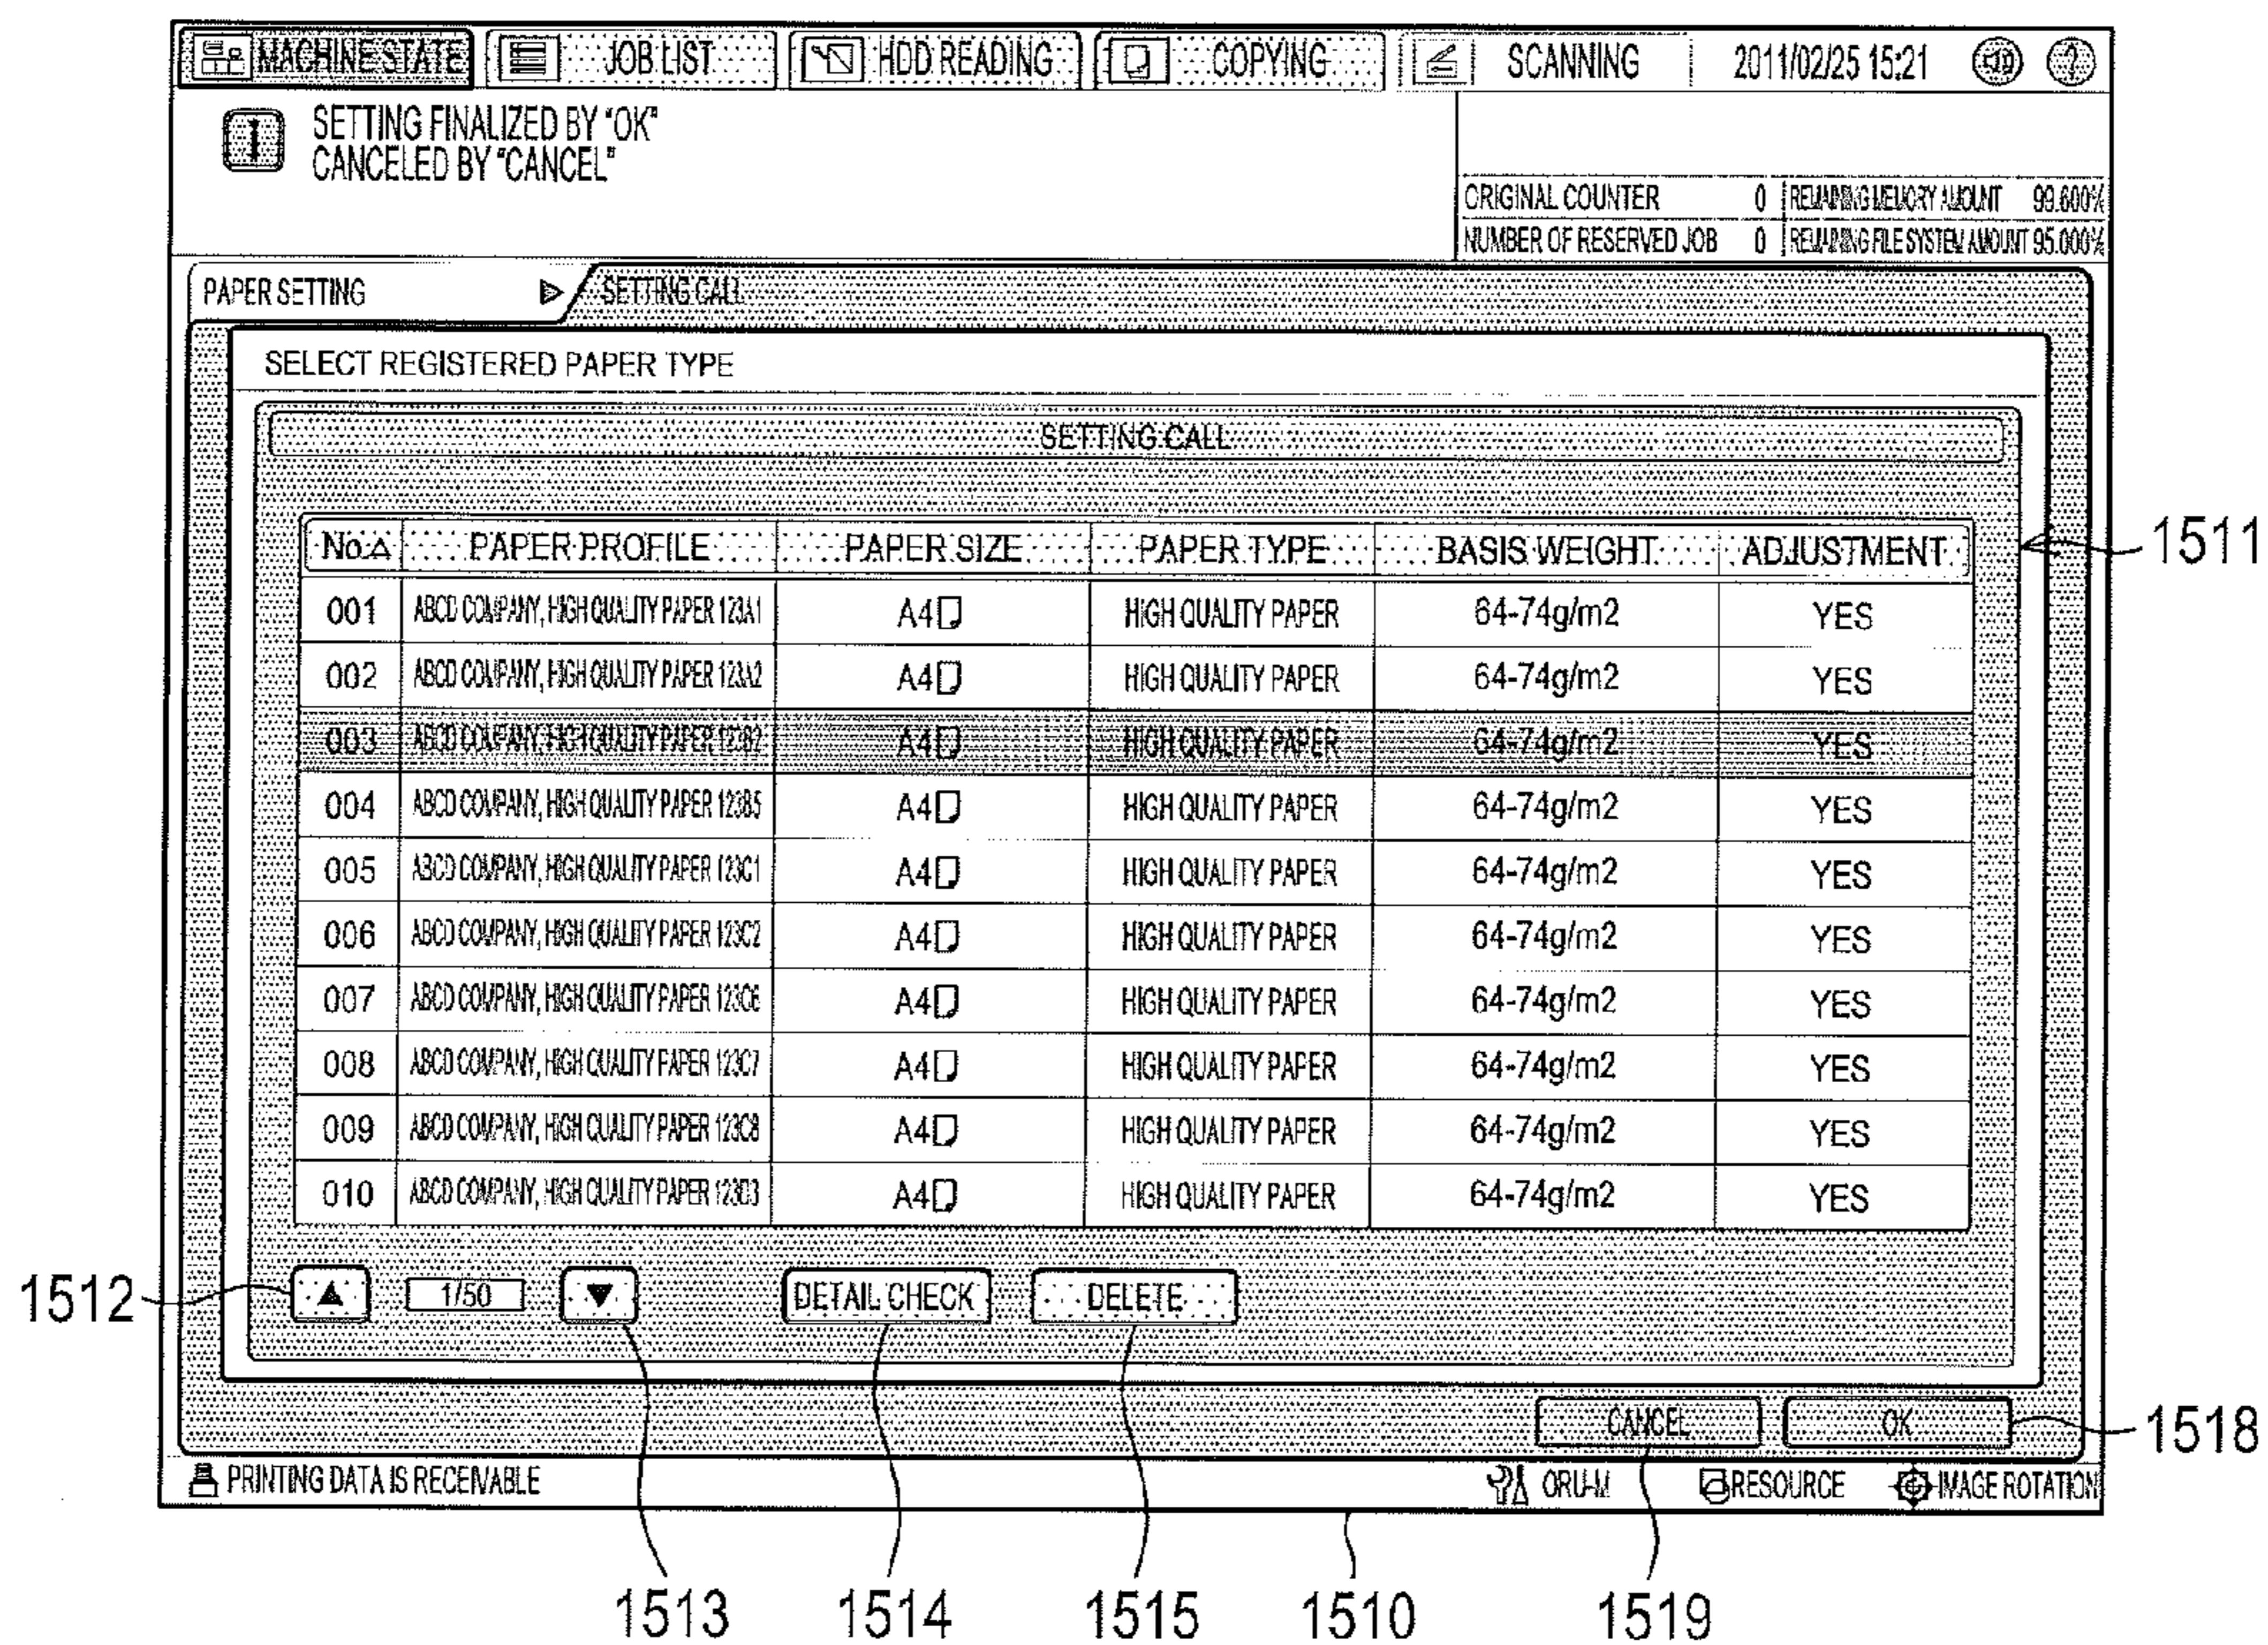 MACHINE STATE JOB LIST HDD READING COPYING SCANNING 2011/02/25 15:21 ?
SETTING FINALIZED BY "OK"
CANCELED BY "CANCEL"
ORIGINAL COUNTER 0 REMAINING MEMORY AMOUNT 99.600%
NUMBER OF RESERVED JOB 0 REMAINING FILE SYSTEM AMOUNT 95.000%
PAPER SETTING SETTING CALL
SELECT REGISTERED PAPER TYPE
SETTING CALL
No.△ PAPER PROFILE PAPER SIZE PAPER TYPE BASIS WEIGHT ADJUSTMENT
1511
001 ABCD COMPANY, HIGH QUALITY PAPER 123A1 A4 HIGH QUALITY PAPER 64-74g/m2 YES
002 ABCD COMPANY, HIGH QUALITY PAPER 123A2 A4 HIGH QUALITY PAPER 64-74g/m2 YES
003 ABCD COMPANY, HIGH QUALITY PAPER 123B2 A4 HIGH QUALITY PAPER 64-74g/m2 YES
004 ABCD COMPANY, HIGH QUALITY PAPER 123B5 A4 HIGH QUALITY PAPER 64-74g/m2 YES
005 ABCD COMPANY, HIGH QUALITY PAPER 123C1 A4 HIGH QUALITY PAPER 64-74g/m2 YES
006 ABCD COMPANY, HIGH QUALITY PAPER 123C2 A4 HIGH QUALITY PAPER 64-74g/m2 YES
007 ABCD COMPANY, HIGH QUALITY PAPER 123C6 A4 HIGH QUALITY PAPER 64-74g/m2 YES
008 ABCD COMPANY, HIGH QUALITY PAPER 123C7 A4 HIGH QUALITY PAPER 64-74g/m2 YES
009 ABCD COMPANY, HIGH QUALITY PAPER 123C8 A4 HIGH QUALITY PAPER 64-74g/m2 YES
010 ABCD COMPANY, HIGH QUALITY PAPER 123D3 A4 HIGH QUALITY PAPER 64-74g/m2 YES
1512 ▲ 1/50 ▼ DETAIL CHECK DELETE
CANCEL OK 1518
PRINTING DATA IS RECEIVABLE ORU-M RESOURCE IMAGE ROTATION
1513 1514 1515 1510 1519